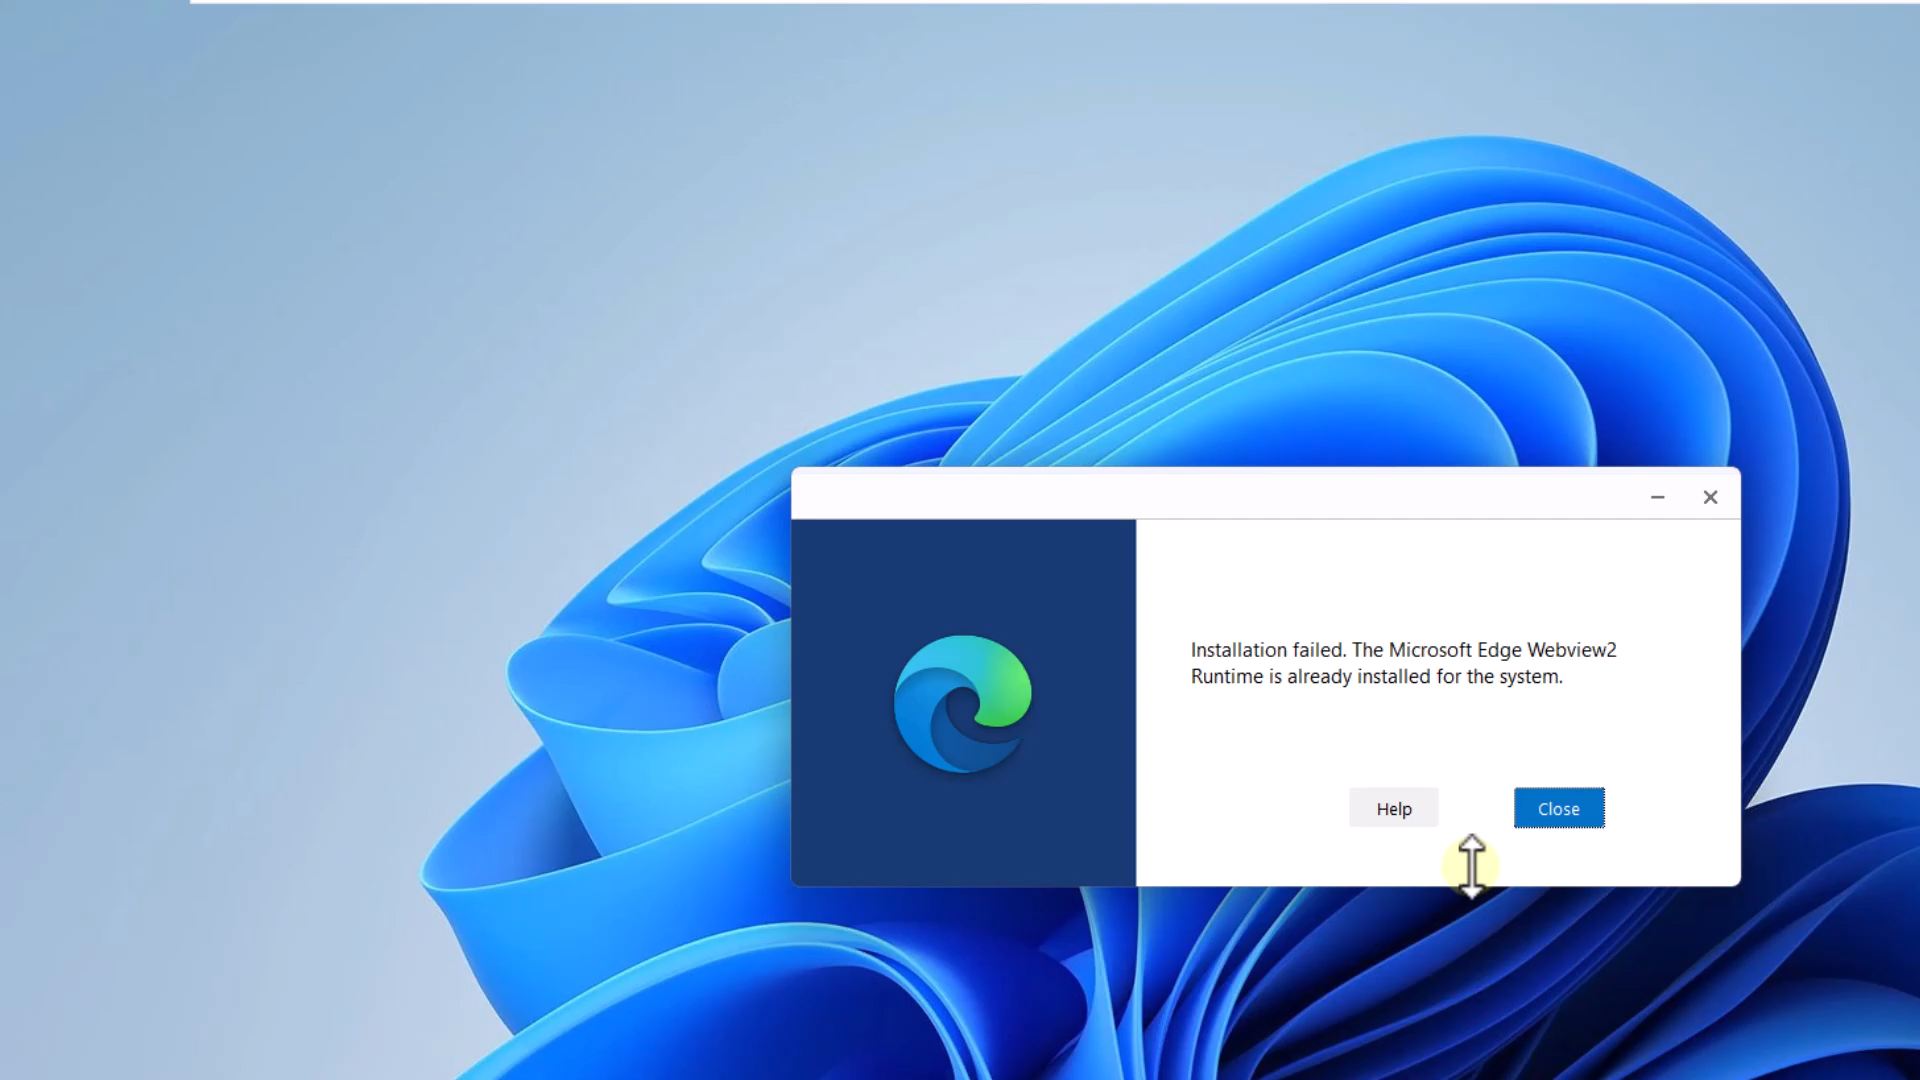 Installation failed. The Microsoft Edge Webview2
Runtime is already installed for the system.
Help
Close